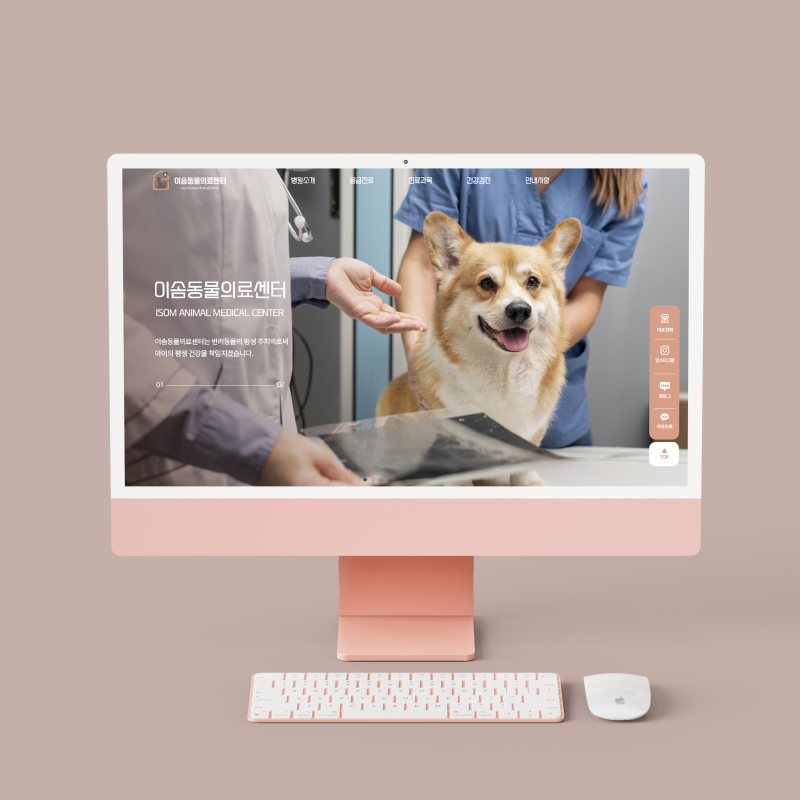 이솜동물의료센터
병원소개 응급진료 진료과목 건강검진 안내사항
이솜동물의료센터
ISOM ANIMAL MEDICAL CENTER
이솜동물의료센터는 반려동물의 평생 주치의로써
아이의 평생 건강을 책임지겠습니다.
01 02
대표전화
인스타그램
블로그
카카오톡
TOP